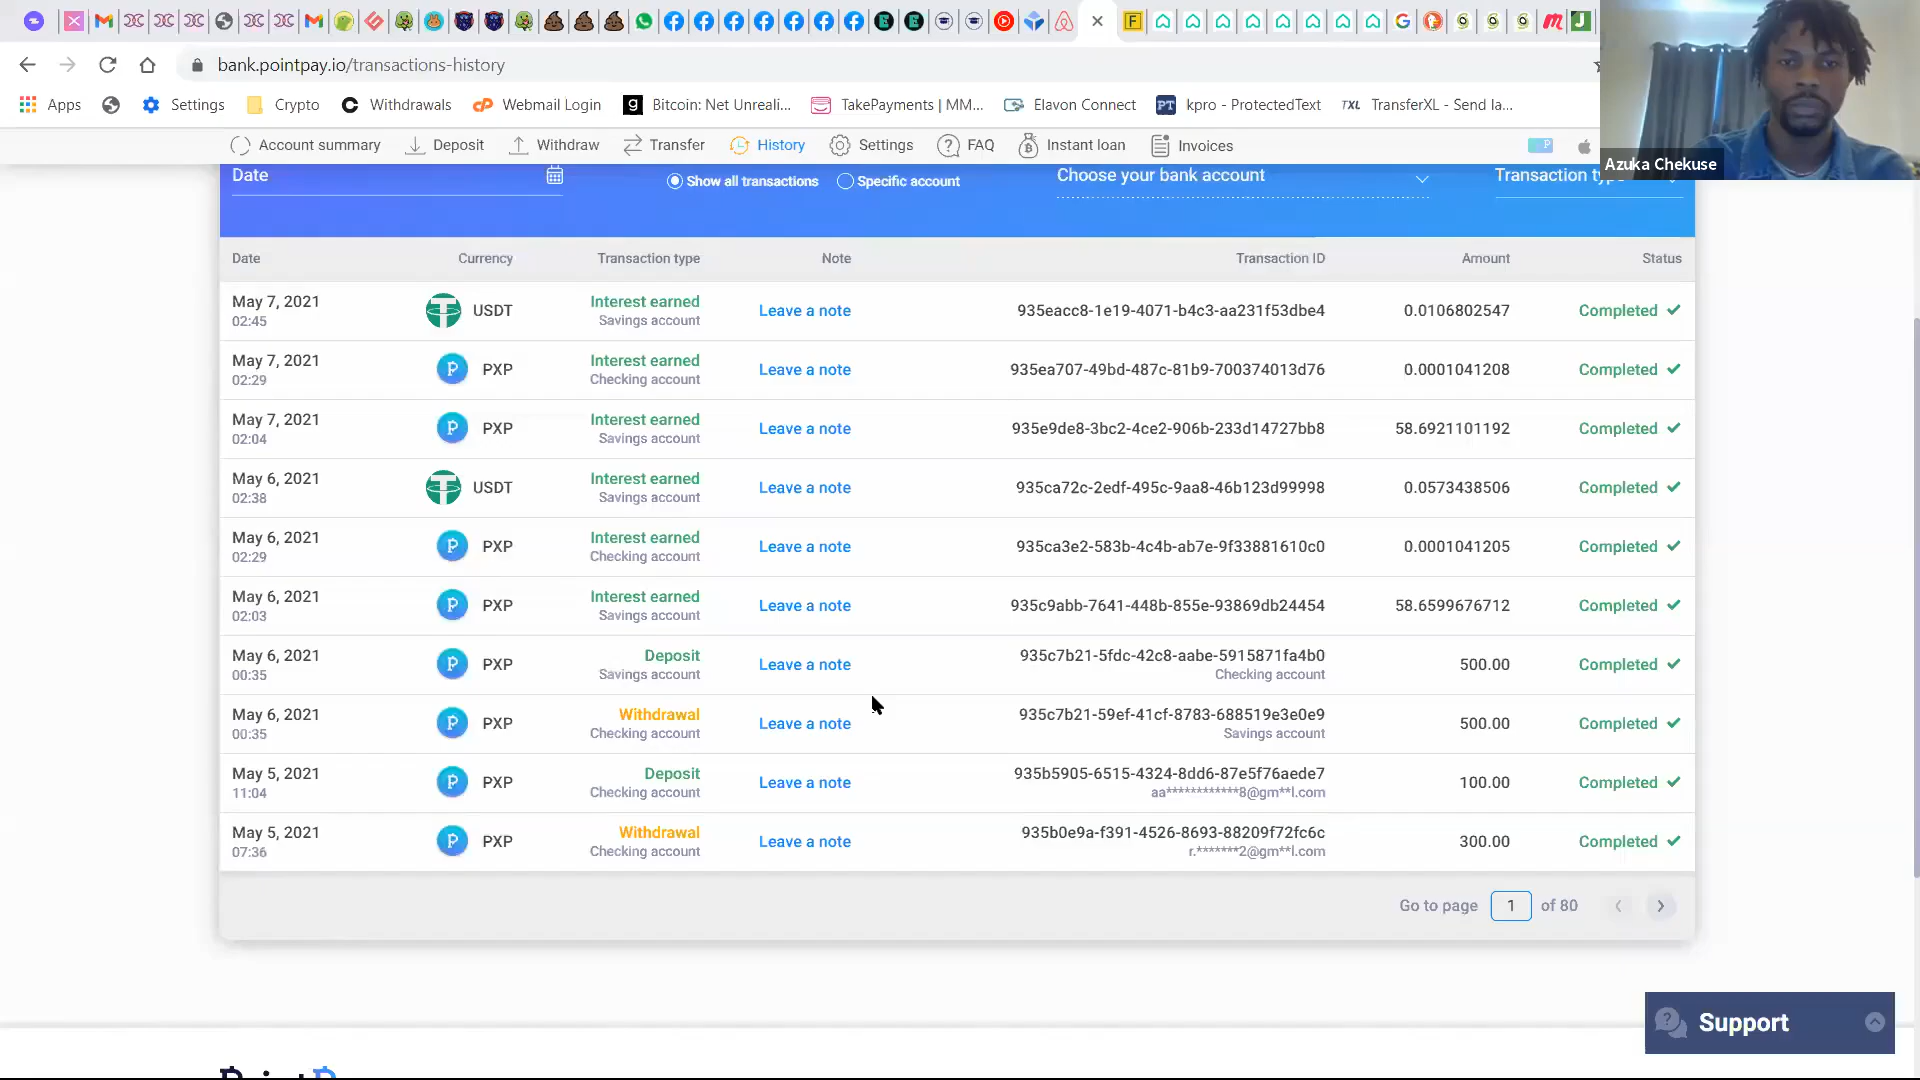 bank.pointpay.io/transactions-history
Apps Settings Crypto Withdrawals Webmail Login Bitcoin: Net Unreali... TakePayments | MM... Elavon Connect kpro - ProtectedText TransferXL - Send la...
Account summary Deposit Withdraw Transfer History Settings FAQ Instant loan Invoices
Azuka Chekuse
Date Show all transactions Specific account Choose your bank account Transaction
Date Currency Transaction type Note Transaction ID Amount Status
May 7, 2021 USDT Interest earned Leave a note 935eacc8-1e19-4071-b4c3-aa231f53dbe4 0.0106802547 Completed
02:45 Savings account
May 7, 2021 PXP Interest earned Leave a note 935ea707-49bd-487c-81b9-700374013d76 0.0001041208 Completed
02:29 Checking account
May 7, 2021 PXP Interest earned Leave a note 935e9de8-3bc2-4ce2-906b-233d14727bb8 58.6921101192 Completed
02:04 Savings account
May 6, 2021 USDT Interest earned Leave a note 935ca72c-2edf-495c-9aa8-46b123d99998 0.0573438506 Completed
02:38 Savings account
May 6, 2021 PXP Interest earned Leave a note 935ca3e2-583b-4c4b-ab7e-9f33881610c0 0.0001041205 Completed
02:29 Checking account
May 6, 2021 PXP Interest earned Leave a note 935c9abb-7641-448b-855e-93869db24454 58.6599676712 Completed
02:03 Savings account
May 6, 2021 PXP Deposit Leave a note 935c7b21-5fdc-42c8-aabe-5915871fa4b0 500.00 Completed
00:35 Savings account Checking account
May 6, 2021 PXP Withdrawal Leave a note 935c7b21-59ef-41cf-8783-688519e3e0e9 500.00 Completed
00:35 Checking account Savings account
May 5, 2021 PXP Deposit Leave a note 935b5905-6515-4324-8dd6-87e5f76aede7 100.00 Completed
11:04 Checking account aa************8@gm**l.com
May 5, 2021 PXP Withdrawal Leave a note 935b0e9a-f391-4526-8693-88209f72fc6c 300.00 Completed
07:36 Checking account r.*******2@gm**l.com
Go to page 1 of 80
Support